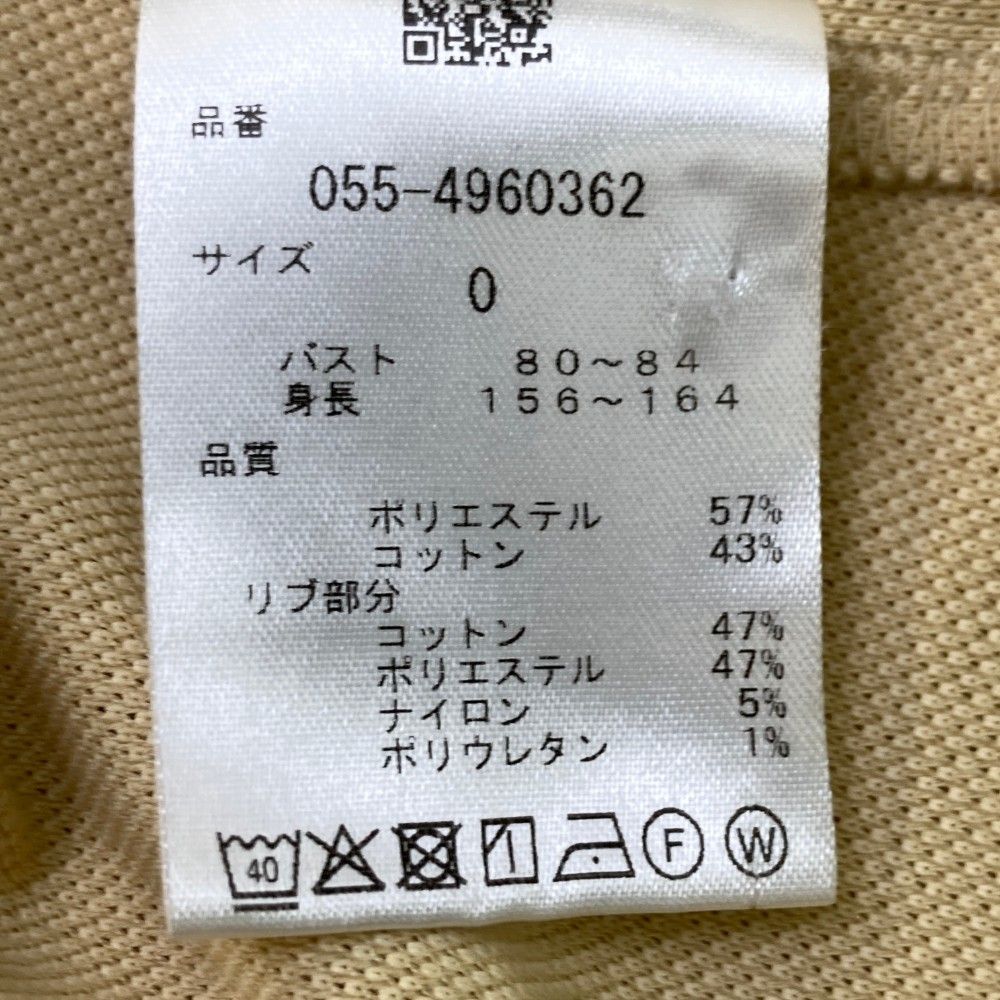 品番
055-4960362
サイズ
0
バスト 80～84
身長 156～164
品質
ポリエステル 57%
コットン 43%
リブ部分
コットン 47%
ポリエステル 47%
ナイロン 5%
ポリウレタン 1%
40 F W